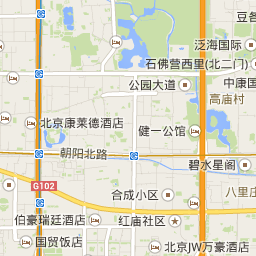 豆各
泛海国际
石佛营西里(北二门)
公园大道
中康国
高庙村
北京康莱德酒店
健一公馆
朝阳北路
碧水星阁
G102
合成小区
八里庄
伯豪瑞廷酒店
红庙社区
国贸饭店
北京JW万豪酒店